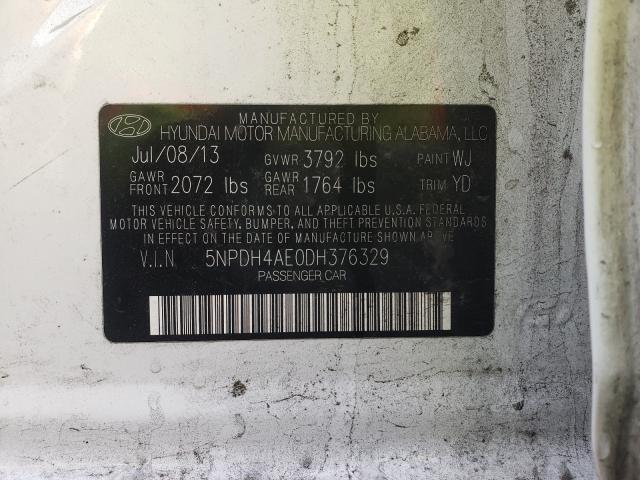 MANUFACTURED BY
HYUNDAI MOTOR MANUFACTURING ALABAMA, LLC
Jul/08/13 GVWR 3792 lbs PAINT WJ
GAWR FRONT 2072 lbs GAWR REAR 1764 lbs TRIM YD
THIS VEHICLE CONFORMS TO ALL APPLICABLE U.S.A. FEDERAL
MOTOR VEHICLE SAFETY, BUMPER, AND THEFT PREVENTION STANDARDS
IN EFFECT ON THE DATE OF MANUFACTURE SHOWN ABOVE.
V.I.N 5NPDH4AE0DH376329
PASSENGER CAR